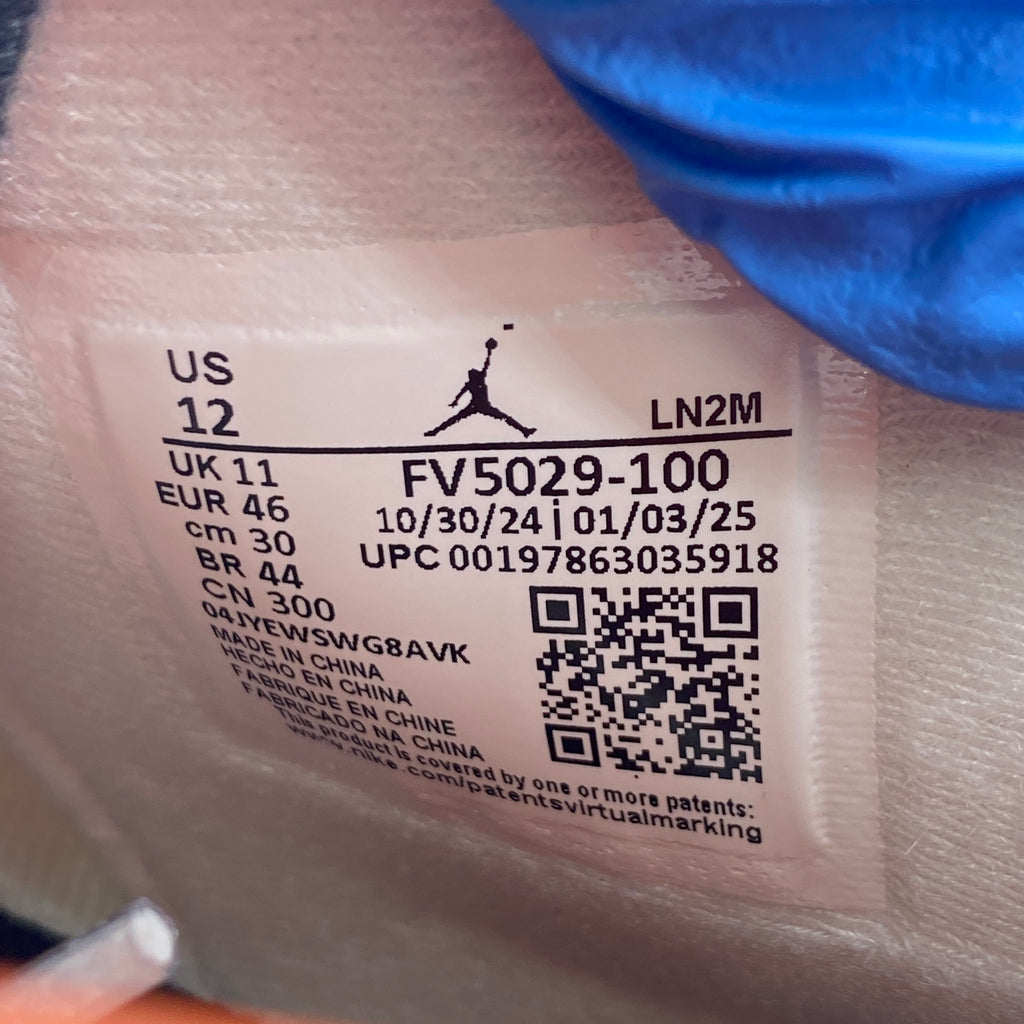 US
12
LN2M
UK 11
EUR 46
cm 30
BR 44
CN 300
FV5029-100
10/30/24 | 01/03/25
UPC 00197863035918
04JYEWSWG8AVK
MADE IN CHINA
HECHO EN CHINA
FABRIQUE EN CHINE
FABRICADO NA CHINA
This product is covered by one or more patents:
www.nike.com/patentsvirtualmarking